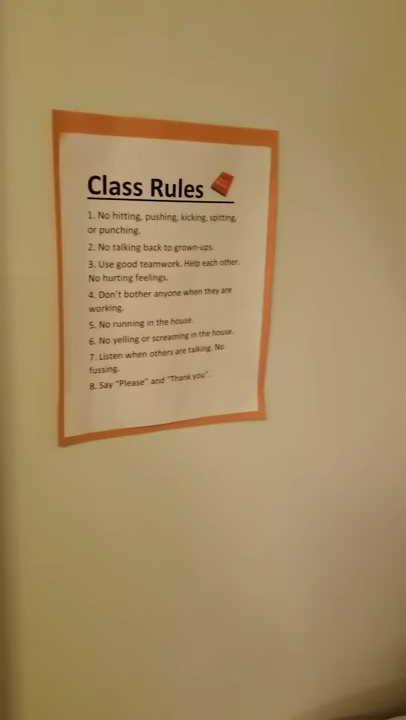 Class Rules
1. No hitting, pushing, kicking, spitting,
or punching.
2. No talking back to grown-ups.
3. Use good teamwork. Help each other.
No hurting feelings.
4. Don't bother anyone when they are
working.
5. No running in the house.
6. No yelling or screaming in the house.
7. Listen when others are talking. No
fussing.
8. Say "Please" and "Thank you".